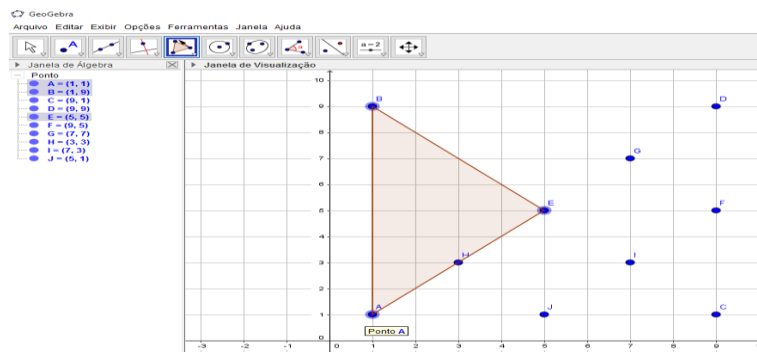 GeoGebra
Arquivo Editar Exibir Opções Ferramentas Janela Ajuda
A
α
a=2
Janela de Álgebra
Janela de Visualização
Ponto
A = (1, 1)
B = (1, 9)
C = (9, 1)
D = (9, 9)
E = (5, 5)
F = (9, 5)
G = (7, 7)
H = (3, 3)
I = (7, 3)
J = (5, 1)
10
B
D
9
8
G
7
6
E
F
5
4
H
I
3
2
A
J
C
1
Ponto A
0
-3 -2 -1 0 1 2 3 4 5 6 7 8 9